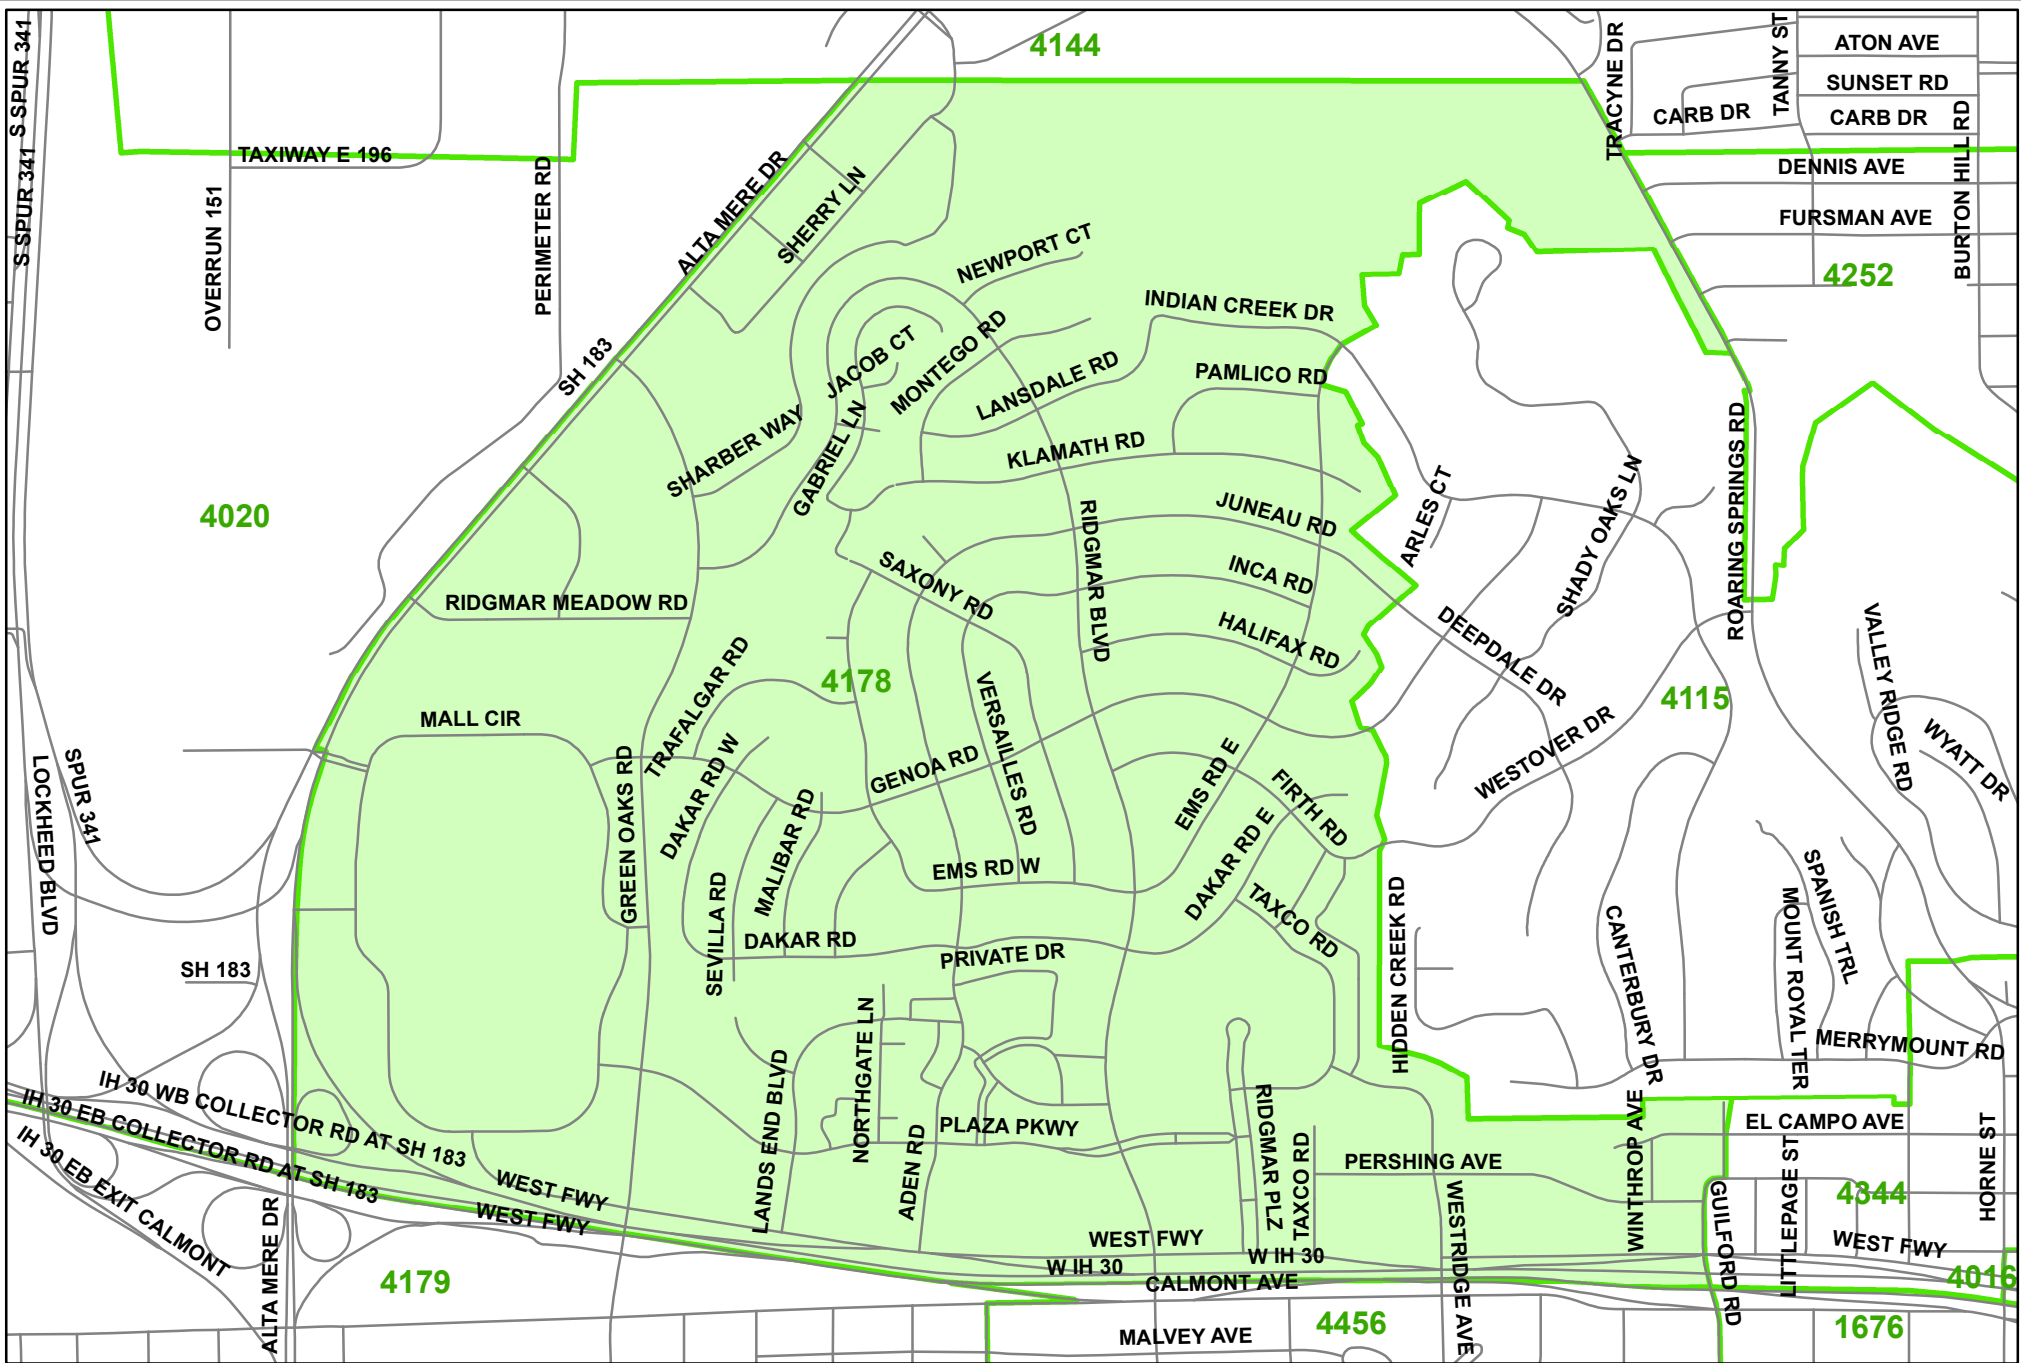 S SPUR 341
S SPUR 341
4144
TRACYNE DR
TANNY ST
ATON AVE
SUNSET RD
CARB DR
CARB DR
BURTON HILL RD
TAXIWAY E 196
DENNIS AVE
FURSMAN AVE
4252
OVERRUN 151
PERIMETER RD
ALTA MERE DR
SHERRY LN
SH 183
NEWPORT CT
INDIAN CREEK DR
JACOB CT
MONTEGO RD
LANSDALE RD
PAMLICO RD
SHARBER WAY
GABRIEL LN
KLAMATH RD
4020
RIDGMAR BLVD
JUNEAU RD
ARLES CT
SHADY OAKS LN
ROARING SPRINGS RD
SAXONY RD
INCA RD
RIDGMAR MEADOW RD
HALIFAX RD
DEEPDALE DR
VALLEY RIDGE RD
TRAFALGAR RD
4178
VERSAILLES RD
4115
MALL CIR
WYATT DR
WESTOVER DR
LOCKHEED BLVD
SPUR 341
GREEN OAKS RD
DAKAR RD W
MALIBAR RD
GENOA RD
EMS RD E
FIRTH RD
DAKAR RD E
EMS RD W
SEVILLA RD
TAXCO RD
HIDDEN CREEK RD
CANTERBURY DR
MOUNT ROYAL TER
SPANISH TRL
DAKAR RD
PRIVATE DR
SH 183
NORTHGATE LN
MERRYMOUNT RD
IH 30 WB COLLECTOR RD AT SH 183
IH 30 EB COLLECTOR RD AT SH 183
IH 30 EB EXIT CALMONT
LANDS END BLVD
ADEN RD
PLAZA PKWY
RIDGMAR PLZ
TAXCO RD
PERSHING AVE
WINTHROP AVE
EL CAMPO AVE
LITTLEPAGE ST
HORNE ST
4344
GUILFORD RD
WESTRIDGE AVE
WEST FWY
WEST FWY
WEST FWY
WEST FWY
W IH 30
W IH 30
CALMONT AVE
ALTA MERE DR
4179
4016
4456
1676
MALVEY AVE